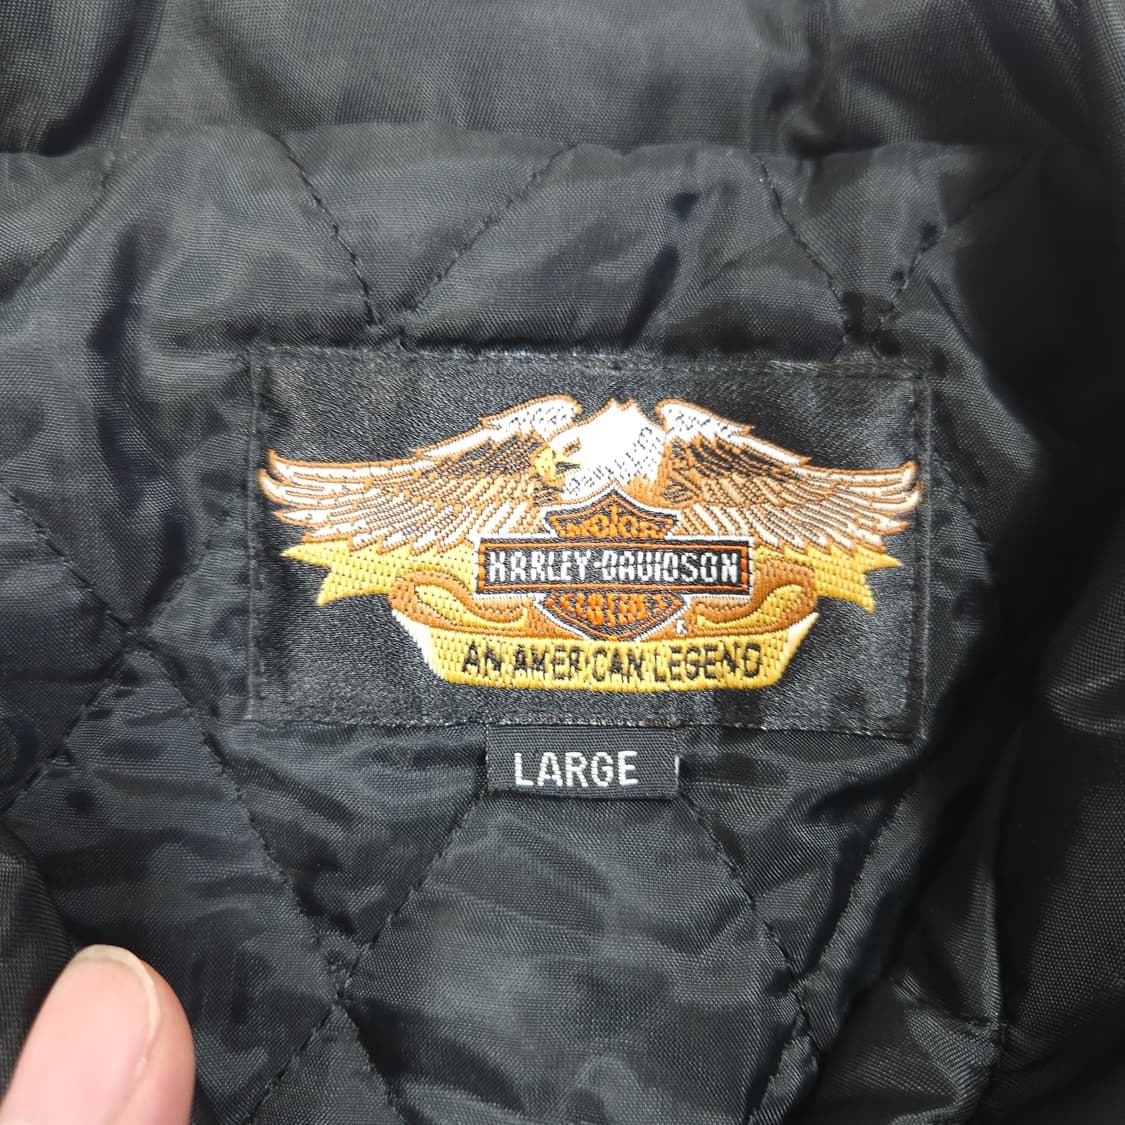 MOTOR
HARLEY-DAVIDSON
CLOTHES
®
AN AMERICAN LEGEND
LARGE